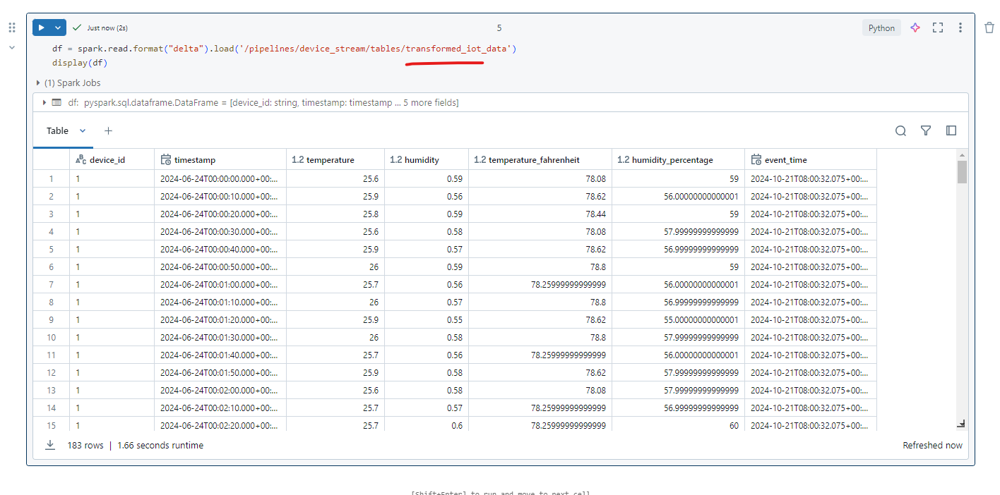 Just now (2s)
5
Python
df = spark.read.format("delta").load('/pipelines/device_stream/tables/transformed_iot_data')
display(df)
(1) Spark Jobs
df: pyspark.sql.dataframe.DataFrame = [device_id: string, timestamp: timestamp ... 5 more fields]
Table
device_id timestamp 1.2 temperature 1.2 humidity 1.2 temperature_fahrenheit 1.2 humidity_percentage event_time
1 1 2024-06-24T00:00:00.000+00:... 25.6 0.59 78.08 59 2024-10-21T08:00:32.075+00:...
2 1 2024-06-24T00:00:10.000+00:... 25.9 0.56 78.62 56.00000000000001 2024-10-21T08:00:32.075+00:...
3 1 2024-06-24T00:00:20.000+00:... 25.8 0.59 78.44 59 2024-10-21T08:00:32.075+00:...
4 1 2024-06-24T00:00:30.000+00:... 25.6 0.58 78.08 57.99999999999999 2024-10-21T08:00:32.075+00:...
5 1 2024-06-24T00:00:40.000+00:... 25.9 0.57 78.62 56.99999999999999 2024-10-21T08:00:32.075+00:...
6 1 2024-06-24T00:00:50.000+00:... 26 0.59 78.8 59 2024-10-21T08:00:32.075+00:...
7 1 2024-06-24T00:01:00.000+00:... 25.7 0.56 78.25999999999999 56.00000000000001 2024-10-21T08:00:32.075+00:...
8 1 2024-06-24T00:01:10.000+00:... 26 0.57 78.8 56.99999999999999 2024-10-21T08:00:32.075+00:...
9 1 2024-06-24T00:01:20.000+00:... 25.9 0.55 78.62 55.00000000000001 2024-10-21T08:00:32.075+00:...
10 1 2024-06-24T00:01:30.000+00:... 26 0.58 78.8 57.99999999999999 2024-10-21T08:00:32.075+00:...
11 1 2024-06-24T00:01:40.000+00:... 25.7 0.56 78.25999999999999 56.00000000000001 2024-10-21T08:00:32.075+00:...
12 1 2024-06-24T00:01:50.000+00:... 25.9 0.58 78.62 57.99999999999999 2024-10-21T08:00:32.075+00:...
13 1 2024-06-24T00:02:00.000+00:... 25.6 0.58 78.08 57.99999999999999 2024-10-21T08:00:32.075+00:...
14 1 2024-06-24T00:02:10.000+00:... 25.7 0.57 78.25999999999999 56.99999999999999 2024-10-21T08:00:32.075+00:...
15 1 2024-06-24T00:02:20.000+00:... 25.7 0.6 78.25999999999999 60 2024-10-21T08:00:32.075+00:...
183 rows | 1.66 seconds runtime
Refreshed now
[Shift+Enter] to run and move to next cell